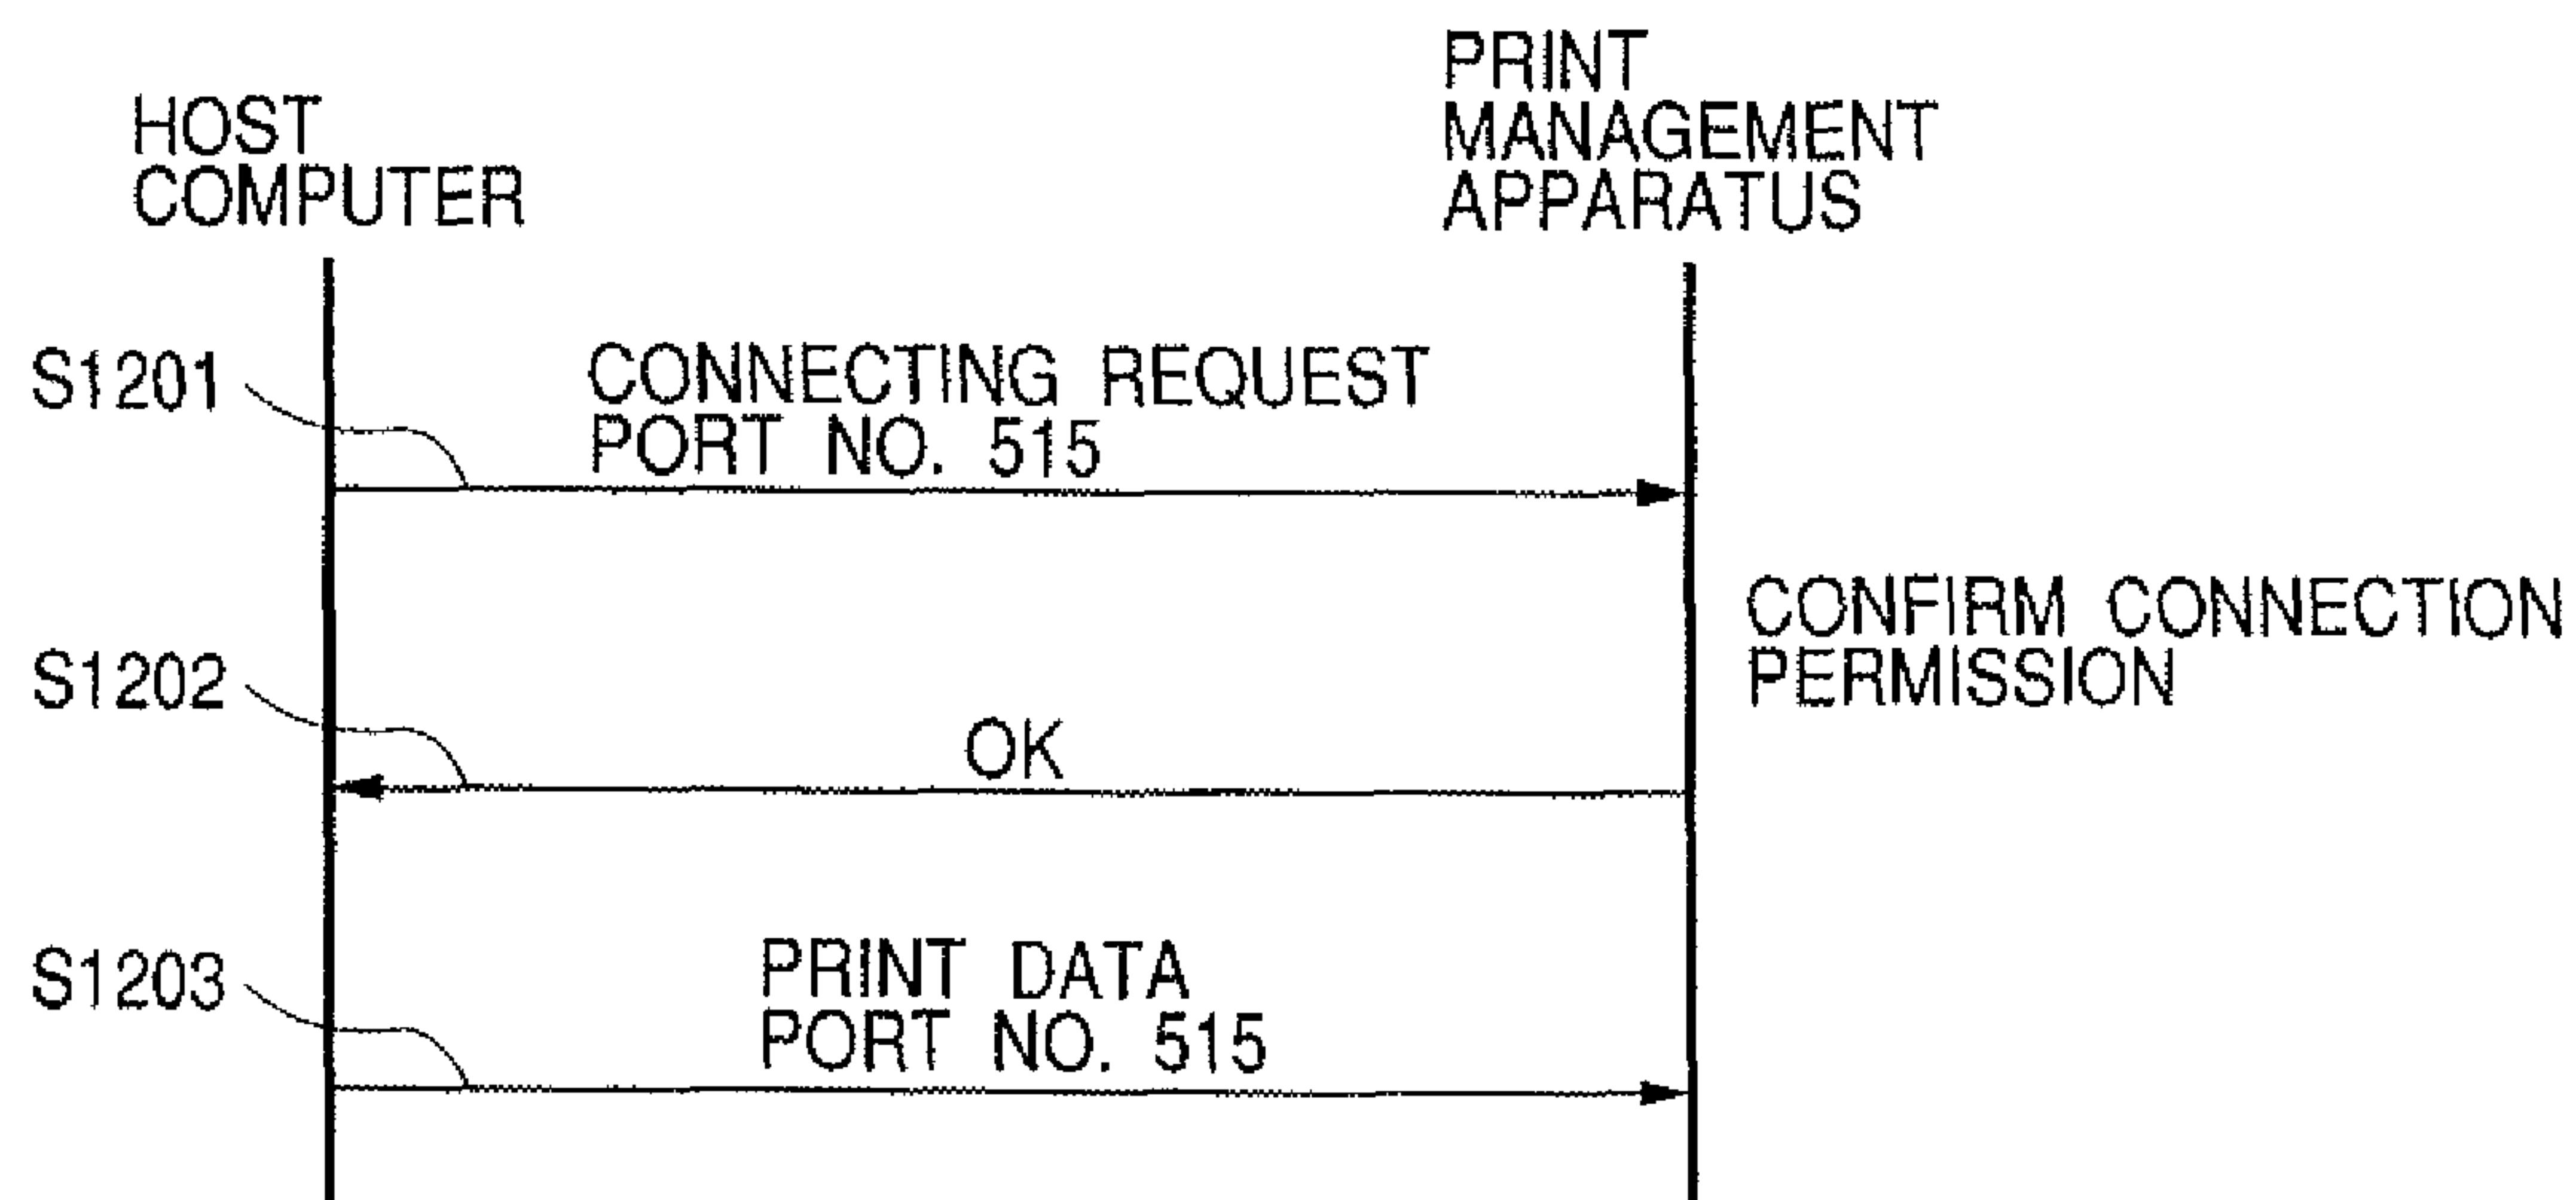 HOST
COMPUTER
PRINT
MANAGEMENT
APPARATUS
S1201
CONNECTING REQUEST
PORT NO. 515
CONFIRM CONNECTION
PERMISSION
S1202
OK
S1203
PRINT DATA
PORT NO. 515